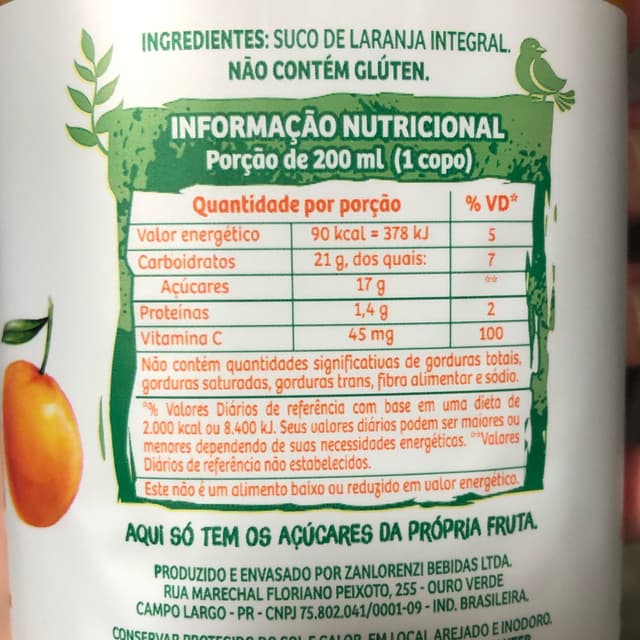 INGREDIENTES: SUCO DE LARANJA INTEGRAL.
NÃO CONTÉM GLÚTEN.
INFORMAÇÃO NUTRICIONAL
Porção de 200 ml (1 copo)
Quantidade por porção % VD*
Valor energético 90 kcal = 378 kJ 5
Carboidratos 21 g, dos quais: 7
Açúcares 17 g **
Proteínas 1,4 g 2
Vitamina C 45 mg 100
Não contém quantidades significativas de gorduras totais,
gorduras saturadas, gorduras trans, fibra alimentar e sódio.
*% Valores Diários de referência com base em uma dieta de
2.000 kcal ou 8.400 kJ. Seus valores diários podem ser maiores ou
menores dependendo de suas necessidades energéticas. **Valores
Diários de referência não estabelecidos.
Este não é um alimento baixo ou reduzido em valor energético.
AQUI SÓ TEM OS AÇÚCARES DA PRÓPRIA FRUTA.
PRODUZIDO E ENVASADO POR ZANLORENZI BEBIDAS LTDA.
RUA MARECHAL FLORIANO PEIXOTO, 255 - OURO VERDE
CAMPO LARGO - PR - CNPJ 75.802.041/0001-09 - IND. BRASILEIRA.
CONSERVAR PROTEGIDO DO SOL E CALOR, EM LOCAL AREJADO E INODORO.